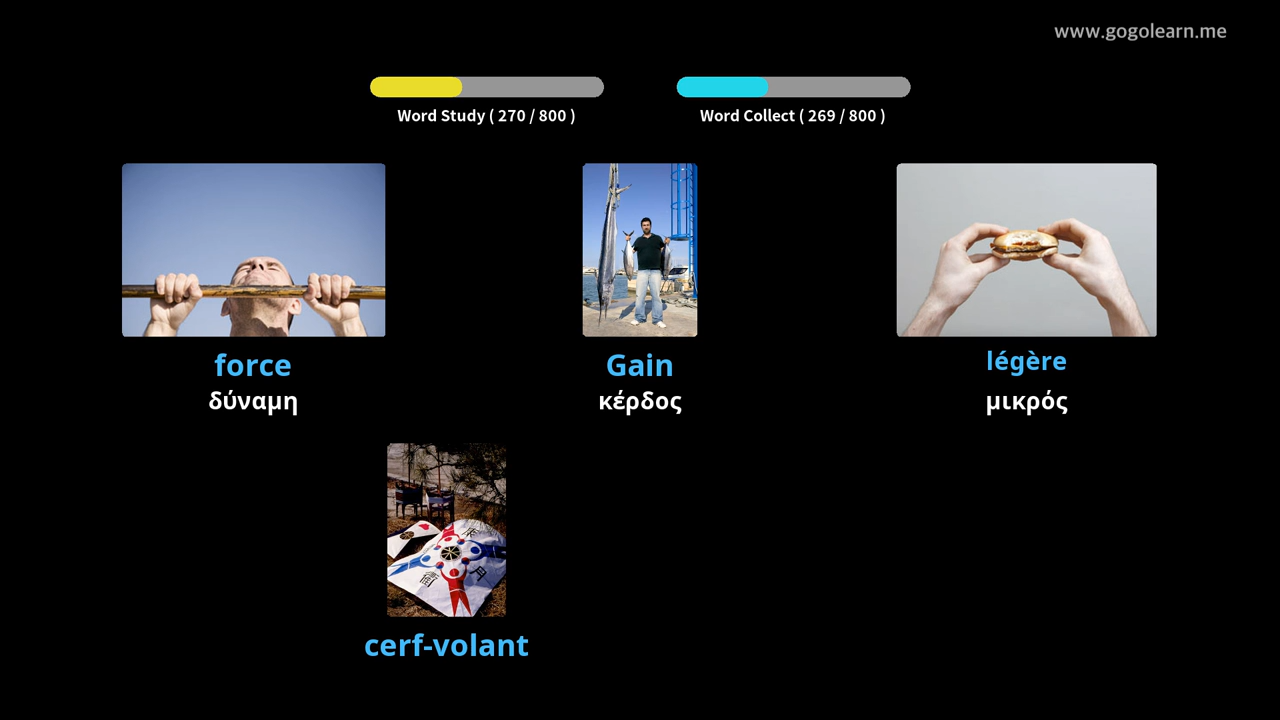 www.gogolearn.me
Word Study ( 270 / 800 )
Word Collect ( 269 / 800 )
force
δύναμη
Gain
κέρδος
légère
μικρός
cerf-volant